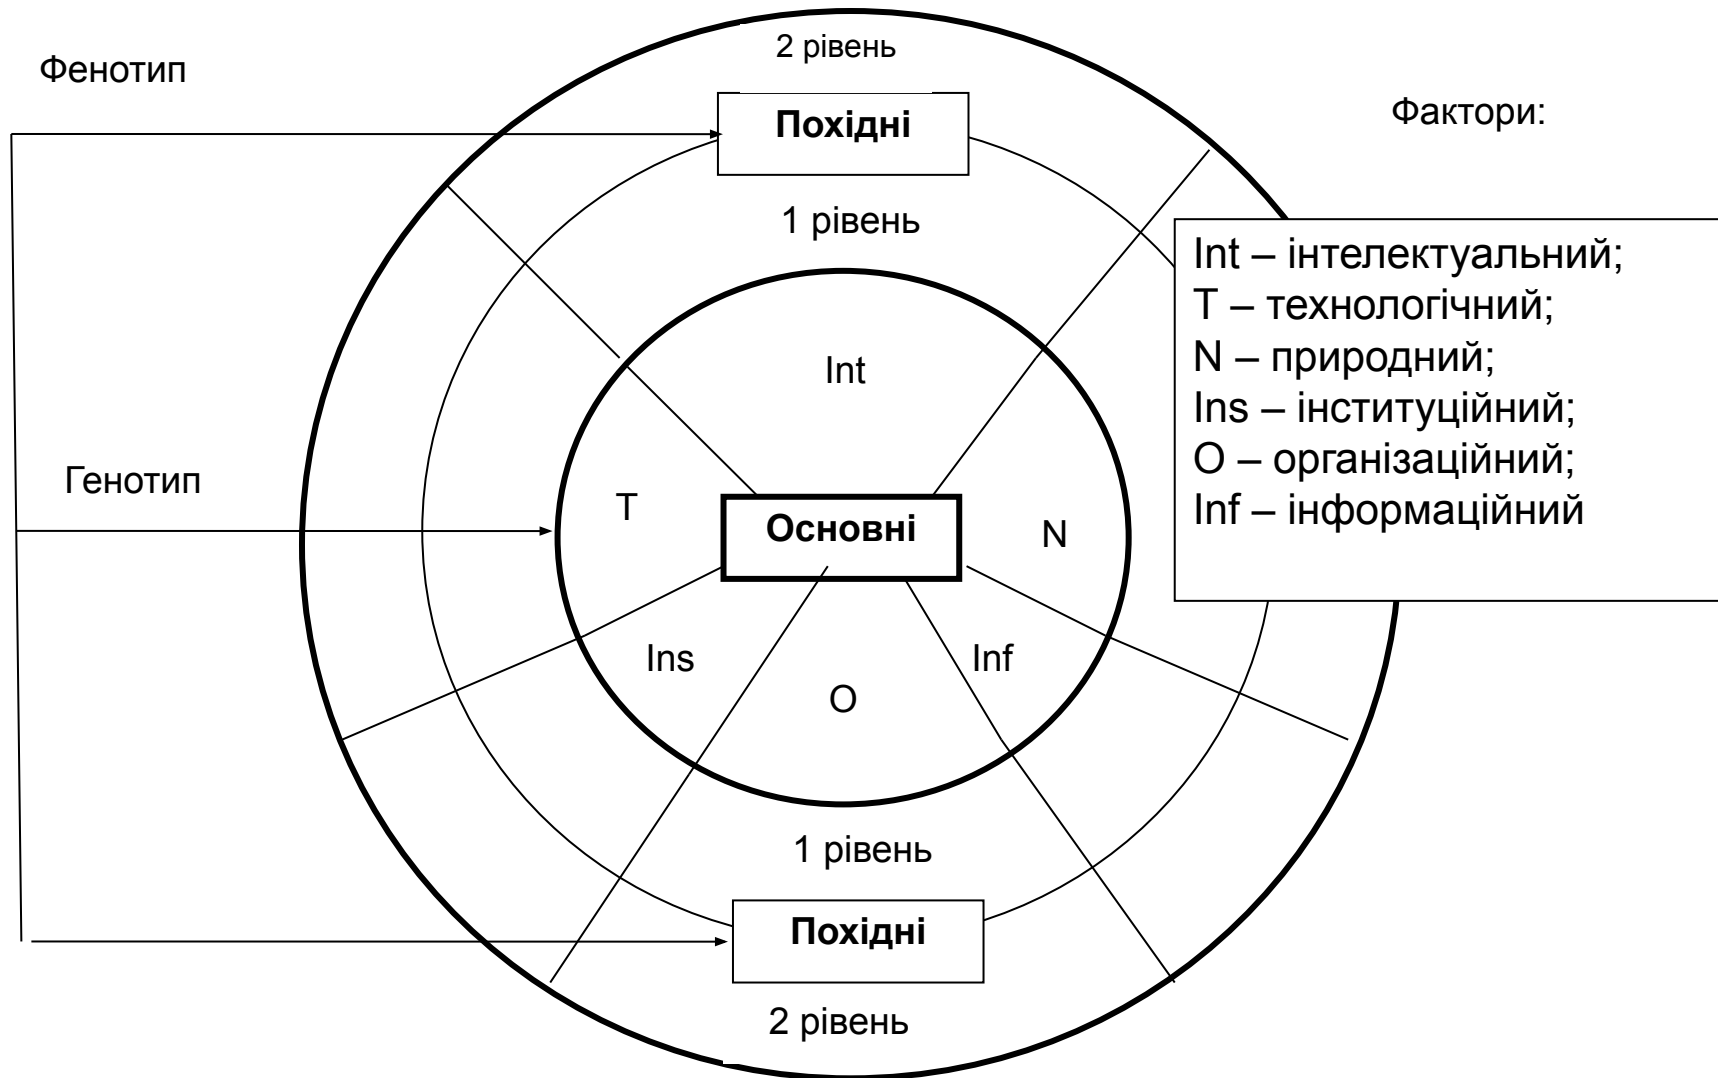 2 рівень
Фенотип
Фактори:
Похідні
1 рівень
Int – інтелектуальний;
T – технологічний;
N – природний;
Ins – інституційний;
O – організаційний;
Inf – інформаційний
Int
Генотип
T
Основні
N
Ins
Inf
O
1 рівень
Похідні
2 рівень